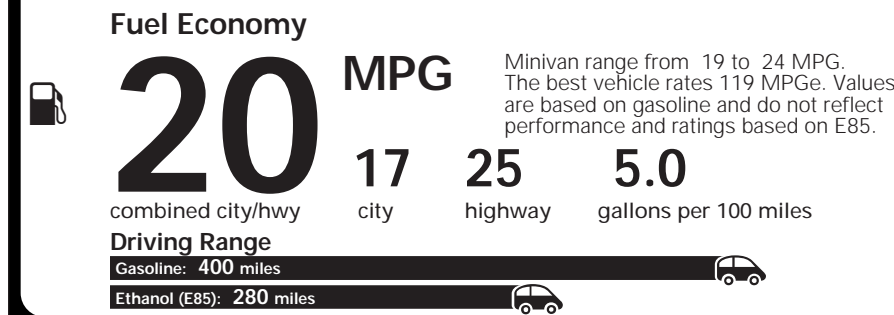 Fuel Economy
20
MPG
Minivan range from 19 to 24 MPG.
The best vehicle rates 119 MPGe. Values
are based on gasoline and do not reflect
performance and ratings based on E85.
17
25
5.0
combined city/hwy
city
highway
gallons per 100 miles
Driving Range
Gasoline: 400 miles
Ethanol (E85): 280 miles